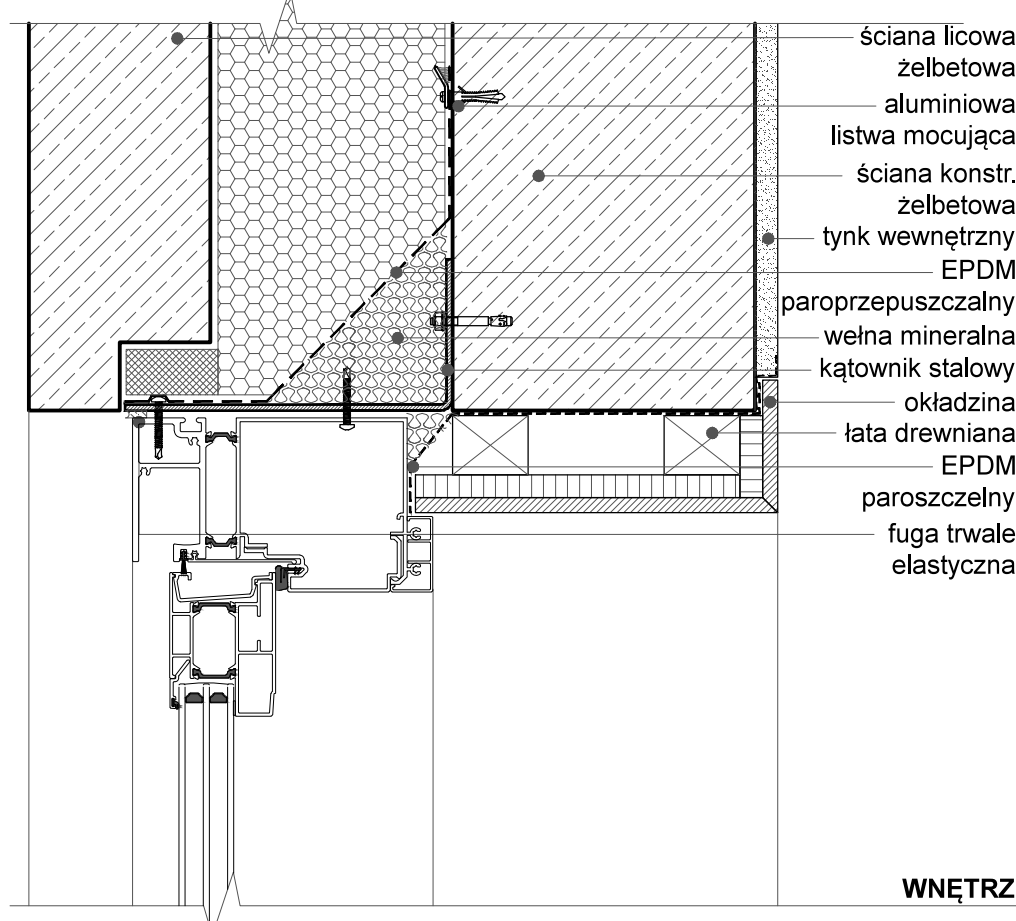 ściana licowa
żelbetowa
aluminiowa
listwa mocująca
ściana konstr.
żelbetowa
tynk wewnętrzny
EPDM
paroprzepuszczalny
wełna mineralna
kątownik stalowy
okładzina
łata drewniana
EPDM
paroszczelny
fuga trwale
elastyczna
WNĘTRZ